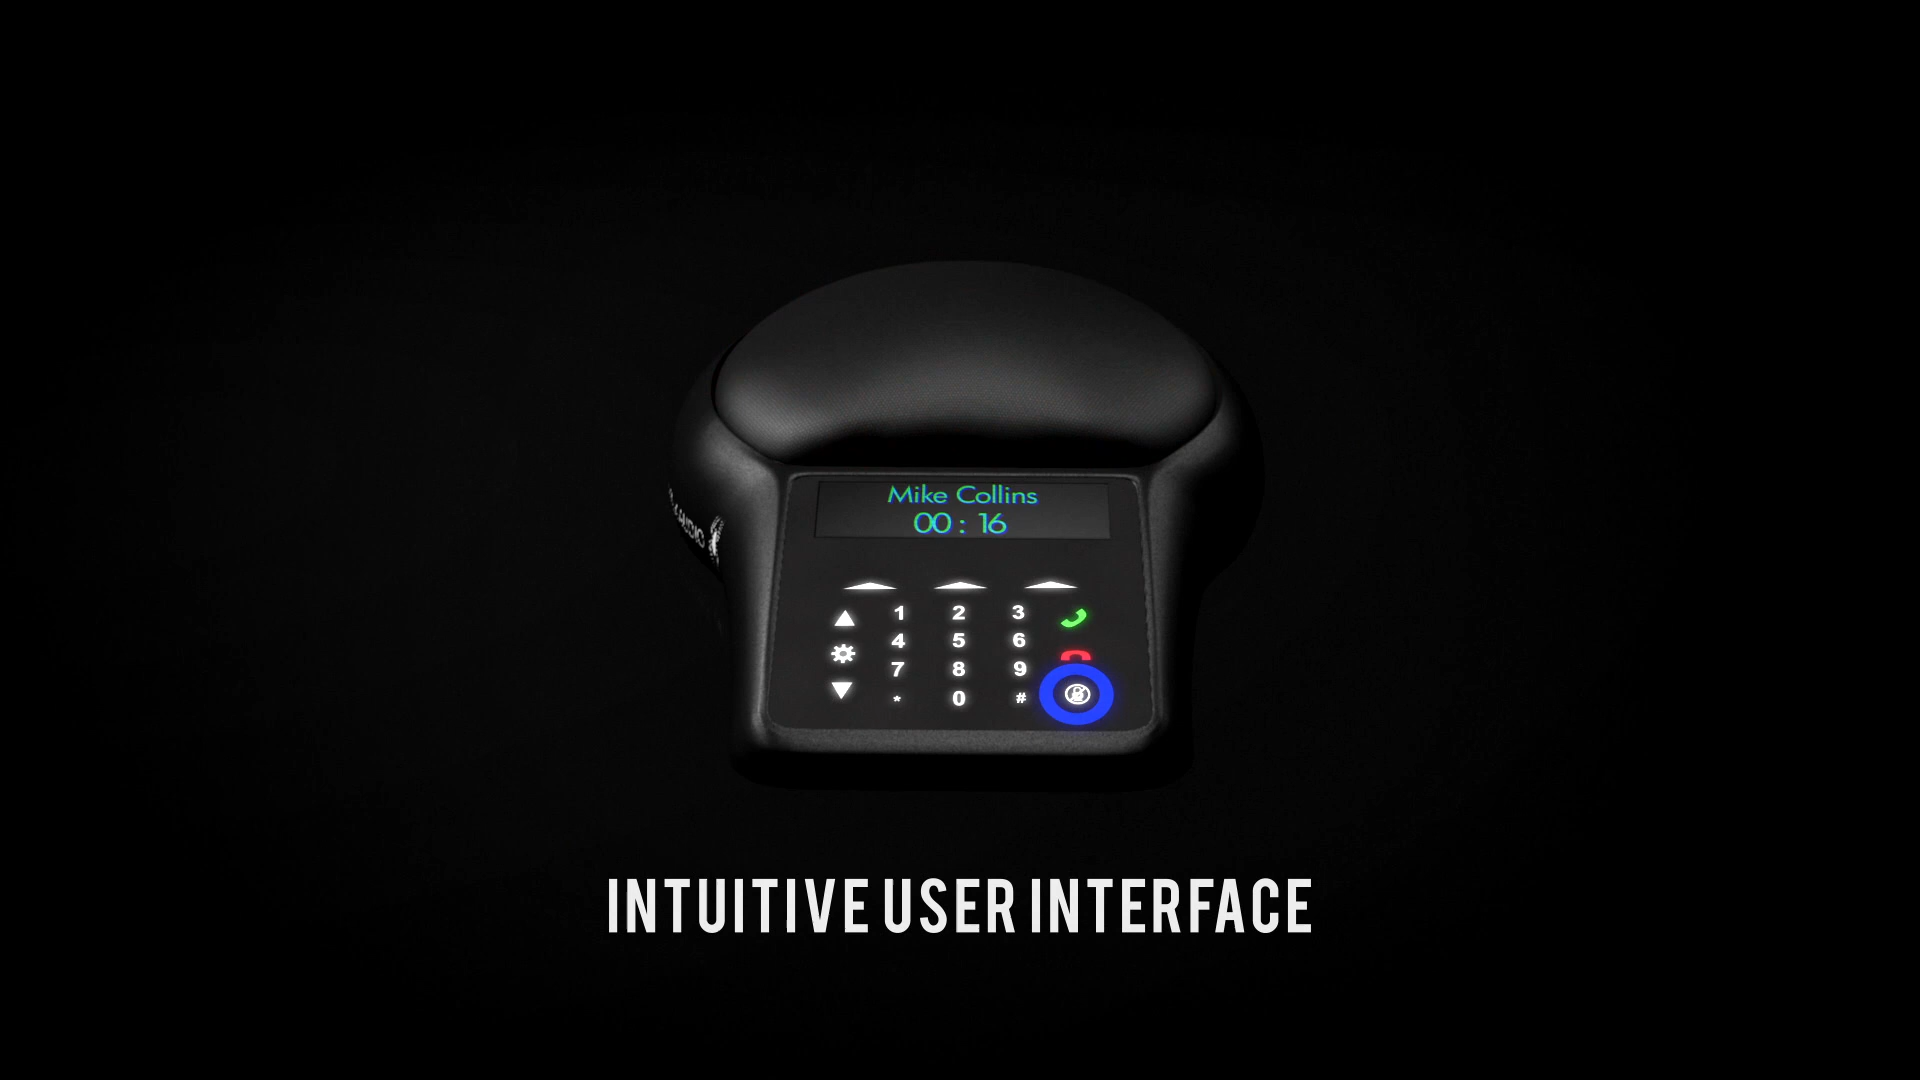 Mike Collins
00 : 16
1 2 3
4 5 6
7 8 9
* 0 #
INTUITIVE USER INTERFACE